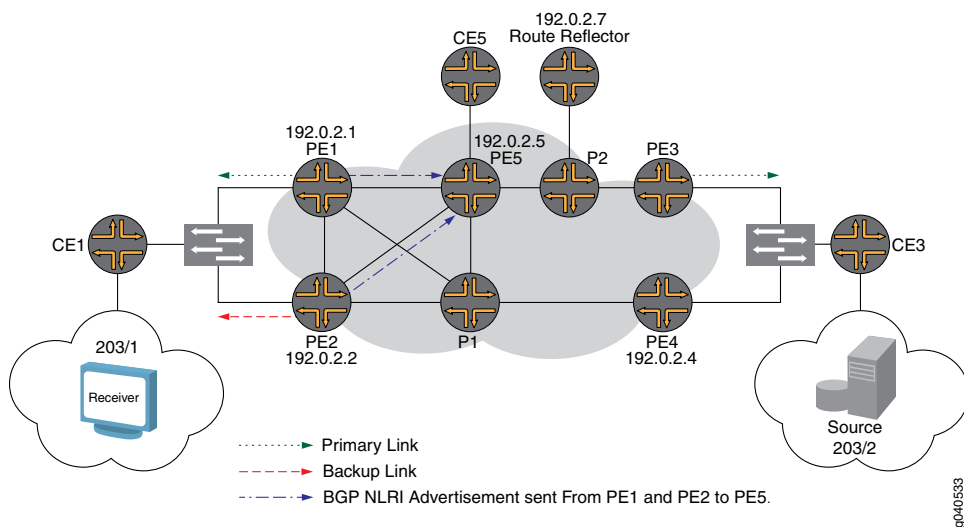 192.0.2.7
Route Reflector
CE5
192.0.2.1
PE1
192.0.2.5
PE5
P2
PE3
CE1
CE3
203/1
Receiver
PE2
192.0.2.2
P1
PE4
192.0.2.4
Source
203/2
Primary Link
Backup Link
BGP NLRI Advertisement sent From PE1 and PE2 to PE5.
g040533